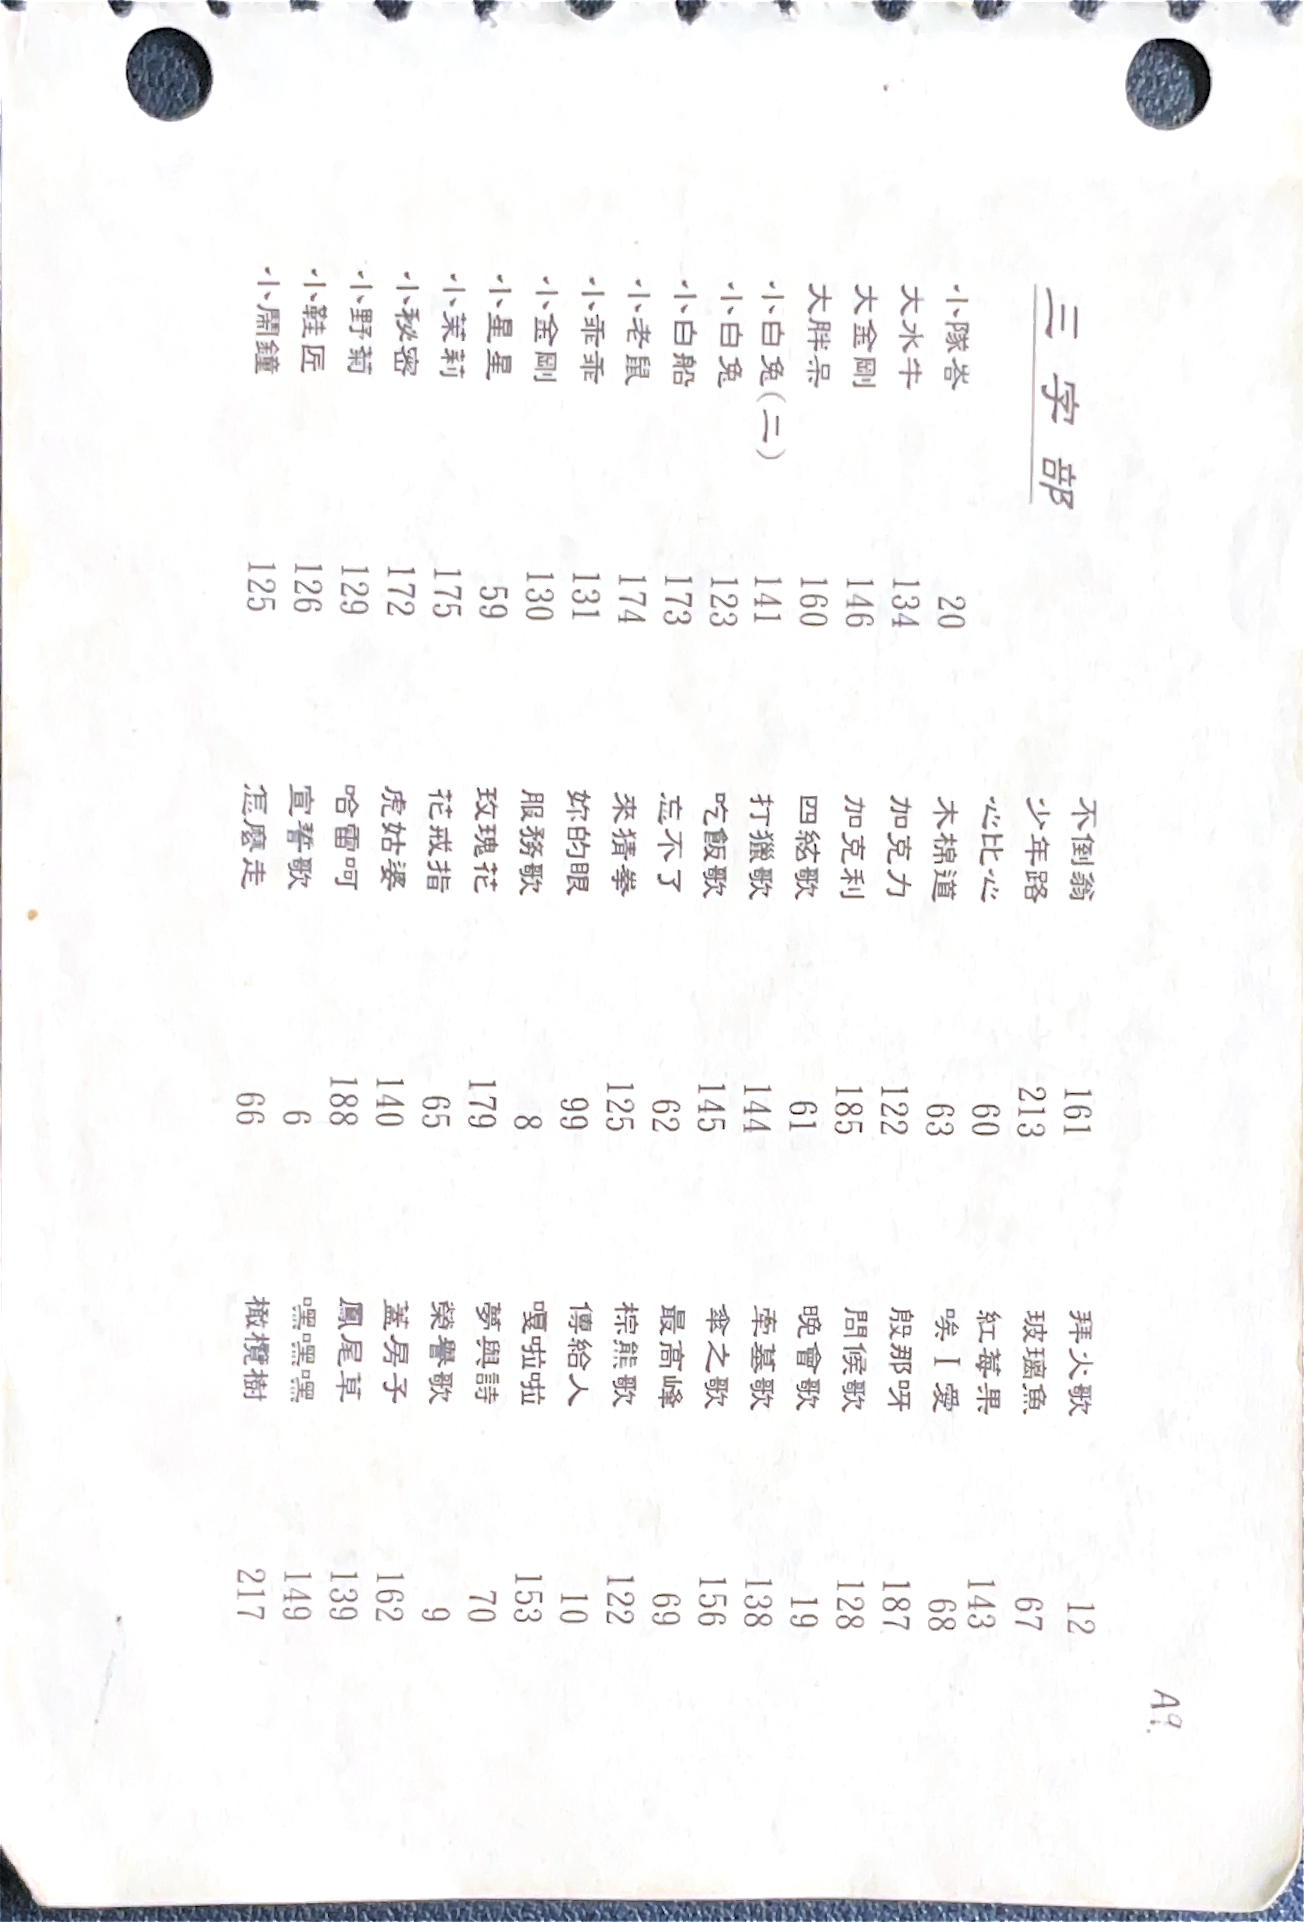 A9.
三字部
小隊峇 20
大水牛 134
大金剛 146
大胖呆 160
小白兔(二) 141
小白兔 123
小白船 173
小老鼠 174
小乖乖 131
小金剛 130
小星星 59
小茉莉 175
小秘密 172
小野菊 129
小鞋匠 126
小鬧鐘 125
不倒翁 161
少年路 213
心比心 60
木棉道 63
加克力 122
加克利 185
四絃歌 61
打獵歌 144
吃飯歌 145
忘不了 62
來猜拳 125
妳的眼 99
服務歌 8
玫瑰花 179
花戒指 65
虎姑婆 140
哈雷呵 188
宣誓歌 6
怎麼走 66
拜火歌 12
玻璃魚 67
紅莓果 143
唉I愛 68
殷那呀 187
問候歌 128
晚會歌 19
牽墓歌 138
傘之歌 156
最高峰 69
棕熊歌 122
傳給人 10
嘎啦啦 153
夢與詩 70
榮譽歌 9
蓋房子 162
鳳尾草 139
嘿嘿嘿 149
橄欖樹 217